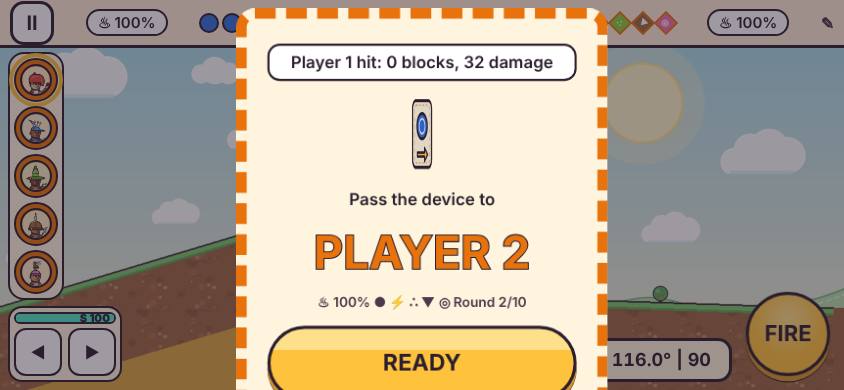 100%
100%
Player 1 hit: 0 blocks, 32 damage
Pass the device to
PLAYER 2
100% Round 2/10
READY
$ 100
116.0° | 90
FIRE